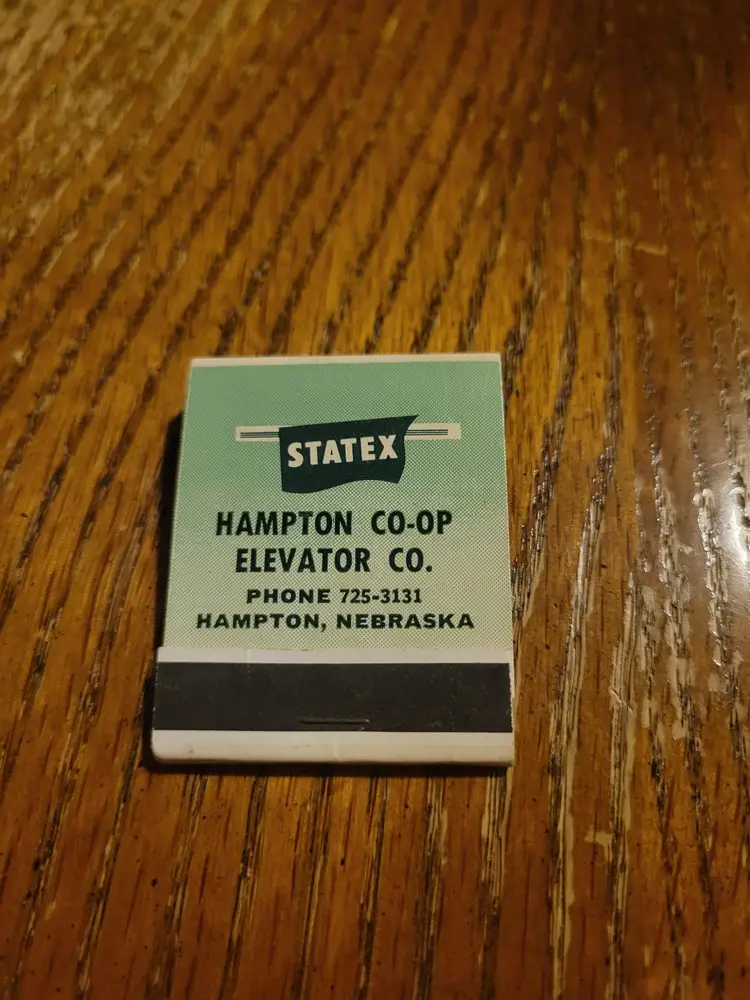 STATEX
HAMPTON CO-OP
ELEVATOR CO.
PHONE 725-3131
HAMPTON, NEBRASKA